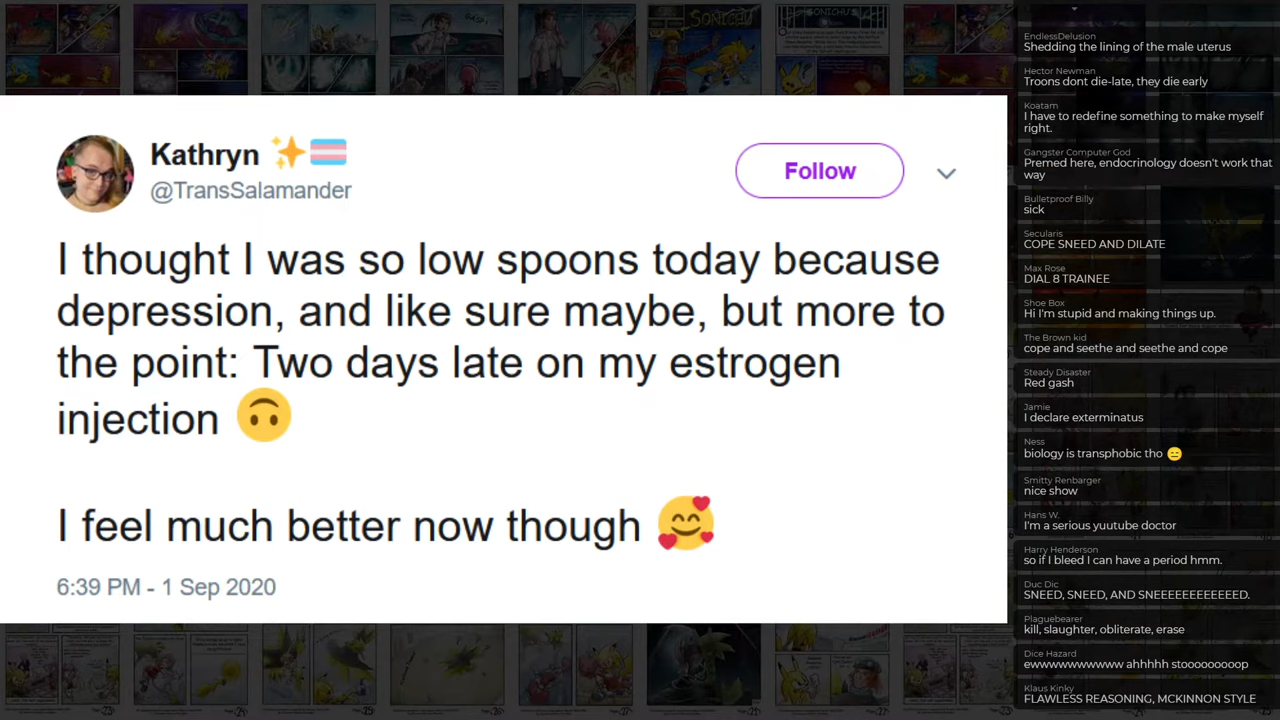 SONICHU
Kathryn ✨🏳️‍⚧️
@TransSalamander
Follow
I thought I was so low spoons today because
depression, and like sure maybe, but more to
the point: Two days late on my estrogen
injection 🙃
I feel much better now though 🥰
6:39 PM - 1 Sep 2020
EndlessDelusion
Shedding the lining of the male uterus
Hector Newman
Troons dont die-late, they die early
Koatam
I have to redefine something to make myself
right.
Gangster Computer God
Premed here, endocrinology doesn't work that
way
Bulletproof Billy
sick
Secularis
COPE SNEED AND DILATE
Max Rose
DIAL 8 TRAINEE
Shoe Box
Hi I'm stupid and making things up.
The Brown kid
cope and seethe and seethe and cope
Steady Disaster
Red gash
Jamie
I declare exterminatus
Ness
biology is transphobic tho 😑
Smitty Renbarger
nice show
Hans W.
I'm a serious yuutube doctor
Harry Henderson
so if I bleed I can have a period hmm.
Duc Dic
SNEED, SNEED, AND SNEEEEEEEEEEEED.
Plaguebearer
kill, slaughter, obliterate, erase
Dice Hazard
ewwwwwwwwww ahhhhh stooooooooop
Klaus Kinky
FLAWLESS REASONING, MCKINNON STYLE